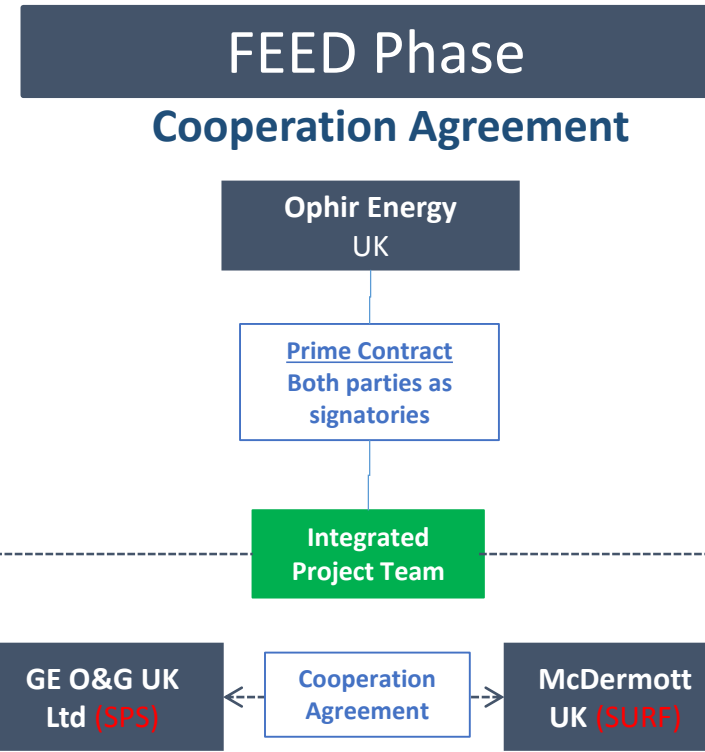 FEED Phase
Cooperation Agreement
Ophir Energy
UK
Prime Contract
Both parties as
signatories
Integrated
Project Team
GE O&G UK
Ltd (SPS)
Cooperation
Agreement
McDermott
UK (SURF)